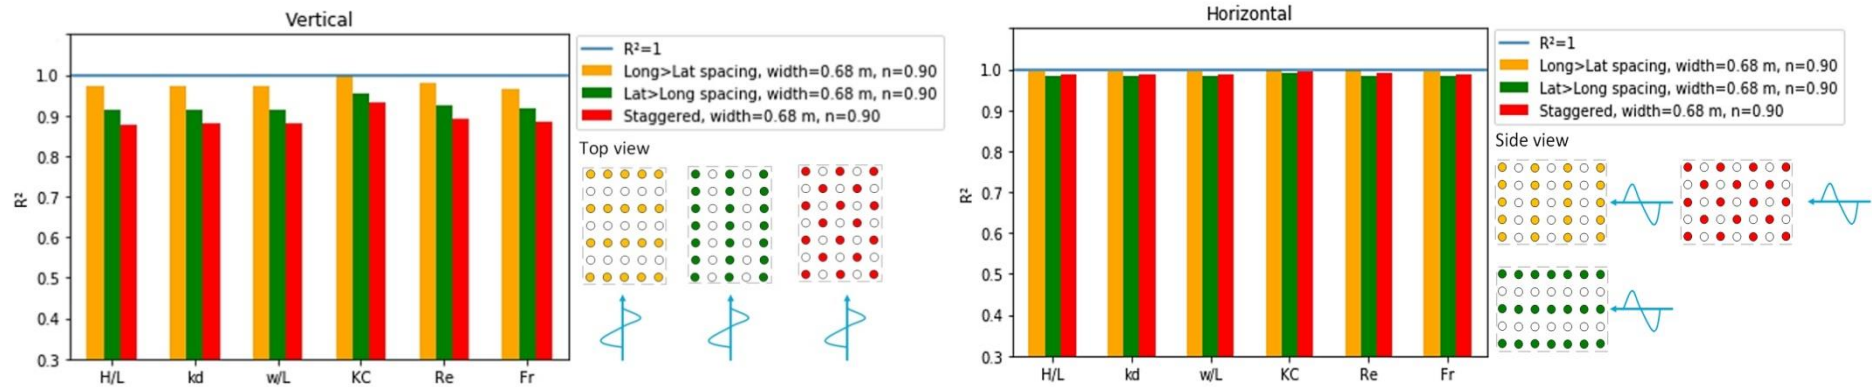 Vertical
R²
1.0
0.9
0.8
0.7
0.6
0.5
0.4
0.3
H/L kd w/L KC Re Fr
R²=1
Long>Lat spacing, width=0.68 m, n=0.90
Lat>Long spacing, width=0.68 m, n=0.90
Staggered, width=0.68 m, n=0.90
Top view
Horizontal
R²
1.0
0.9
0.8
0.7
0.6
0.5
0.4
0.3
H/L kd w/L KC Re Fr
R²=1
Long>Lat spacing, width=0.68 m, n=0.90
Lat>Long spacing, width=0.68 m, n=0.90
Staggered, width=0.68 m, n=0.90
Side view